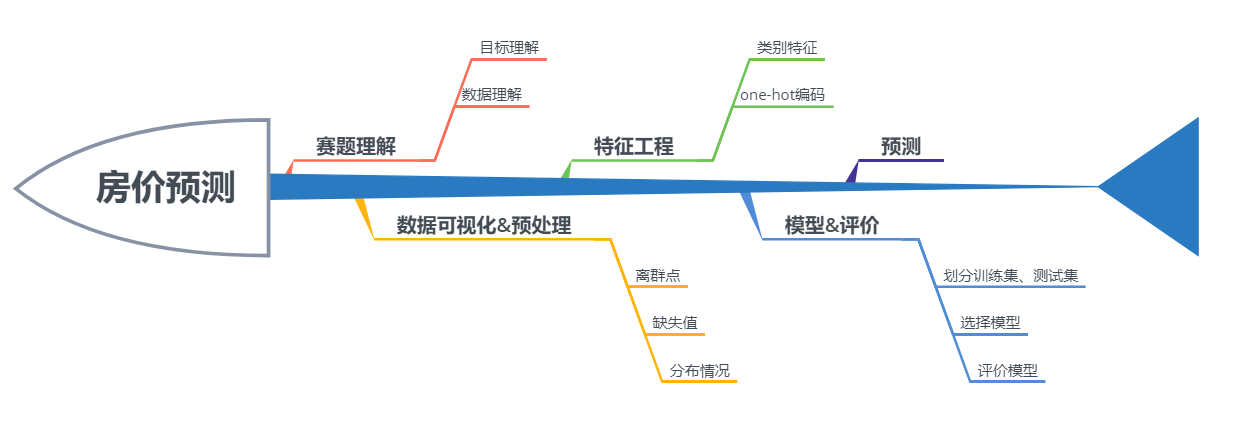 房价预测
赛题理解
目标理解
数据理解
数据可视化&预处理
离群点
缺失值
分布情况
特征工程
类别特征
one-hot编码
模型&评价
划分训练集、测试集
选择模型
评价模型
预测